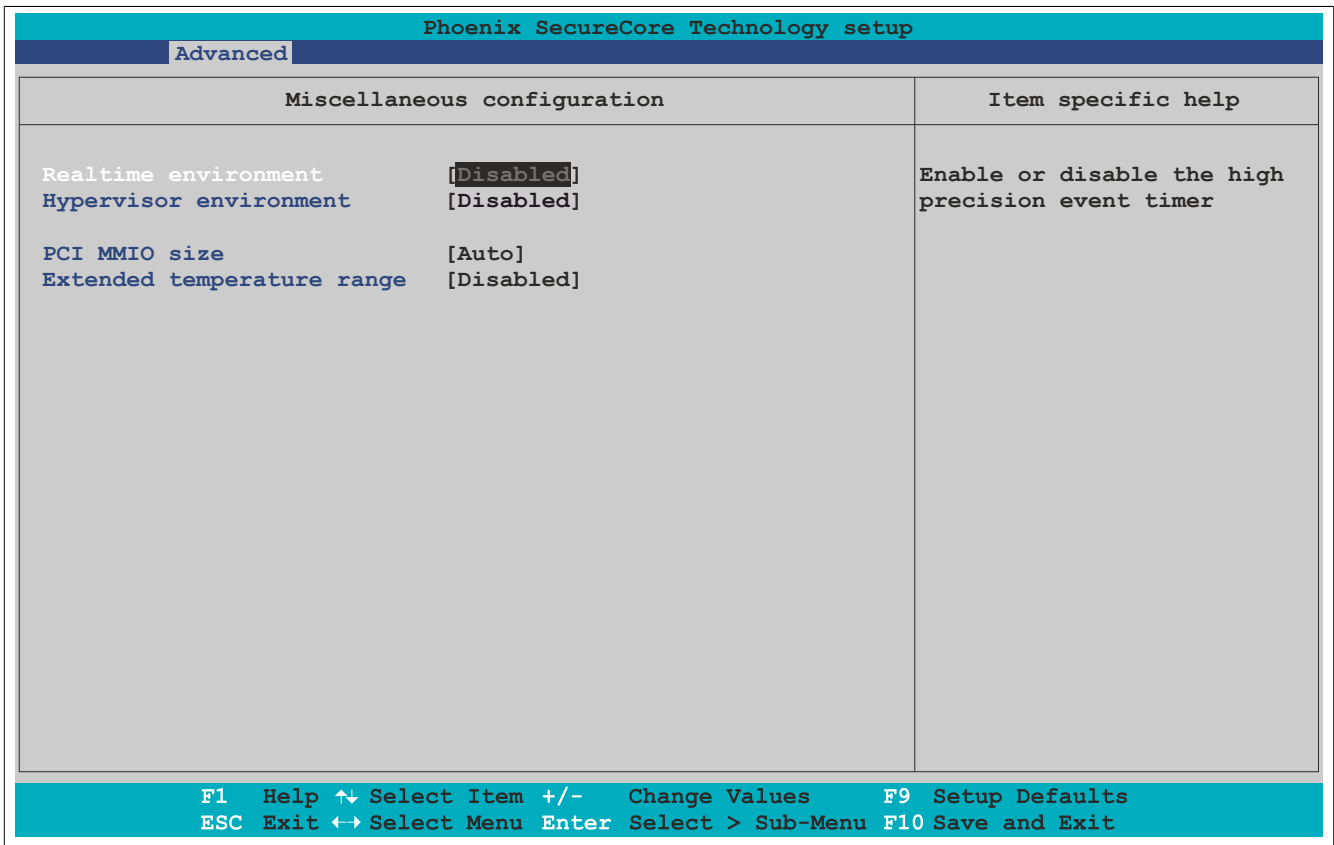 Phoenix SecureCore Technology setup
Advanced
Miscellaneous configuration
Item specific help
Realtime environment [Disabled]
Hypervisor environment [Disabled]
PCI MMIO size [Auto]
Extended temperature range [Disabled]
Enable or disable the high
precision event timer
F1 Help ↑↓ Select Item +/- Change Values F9 Setup Defaults
ESC Exit ←→ Select Menu Enter Select > Sub-Menu F10 Save and Exit